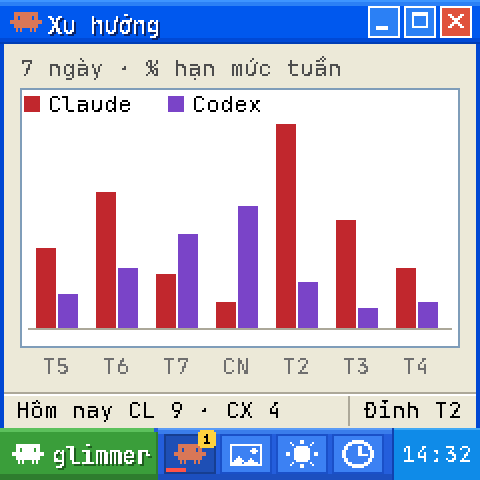 Xu hướng
7 ngày · % hạn mức tuần
Claude Codex
T5 T6 T7 CN T2 T3 T4
Hôm nay CL 9 · CX 4 Đỉnh T2
glimmer 1 14:32